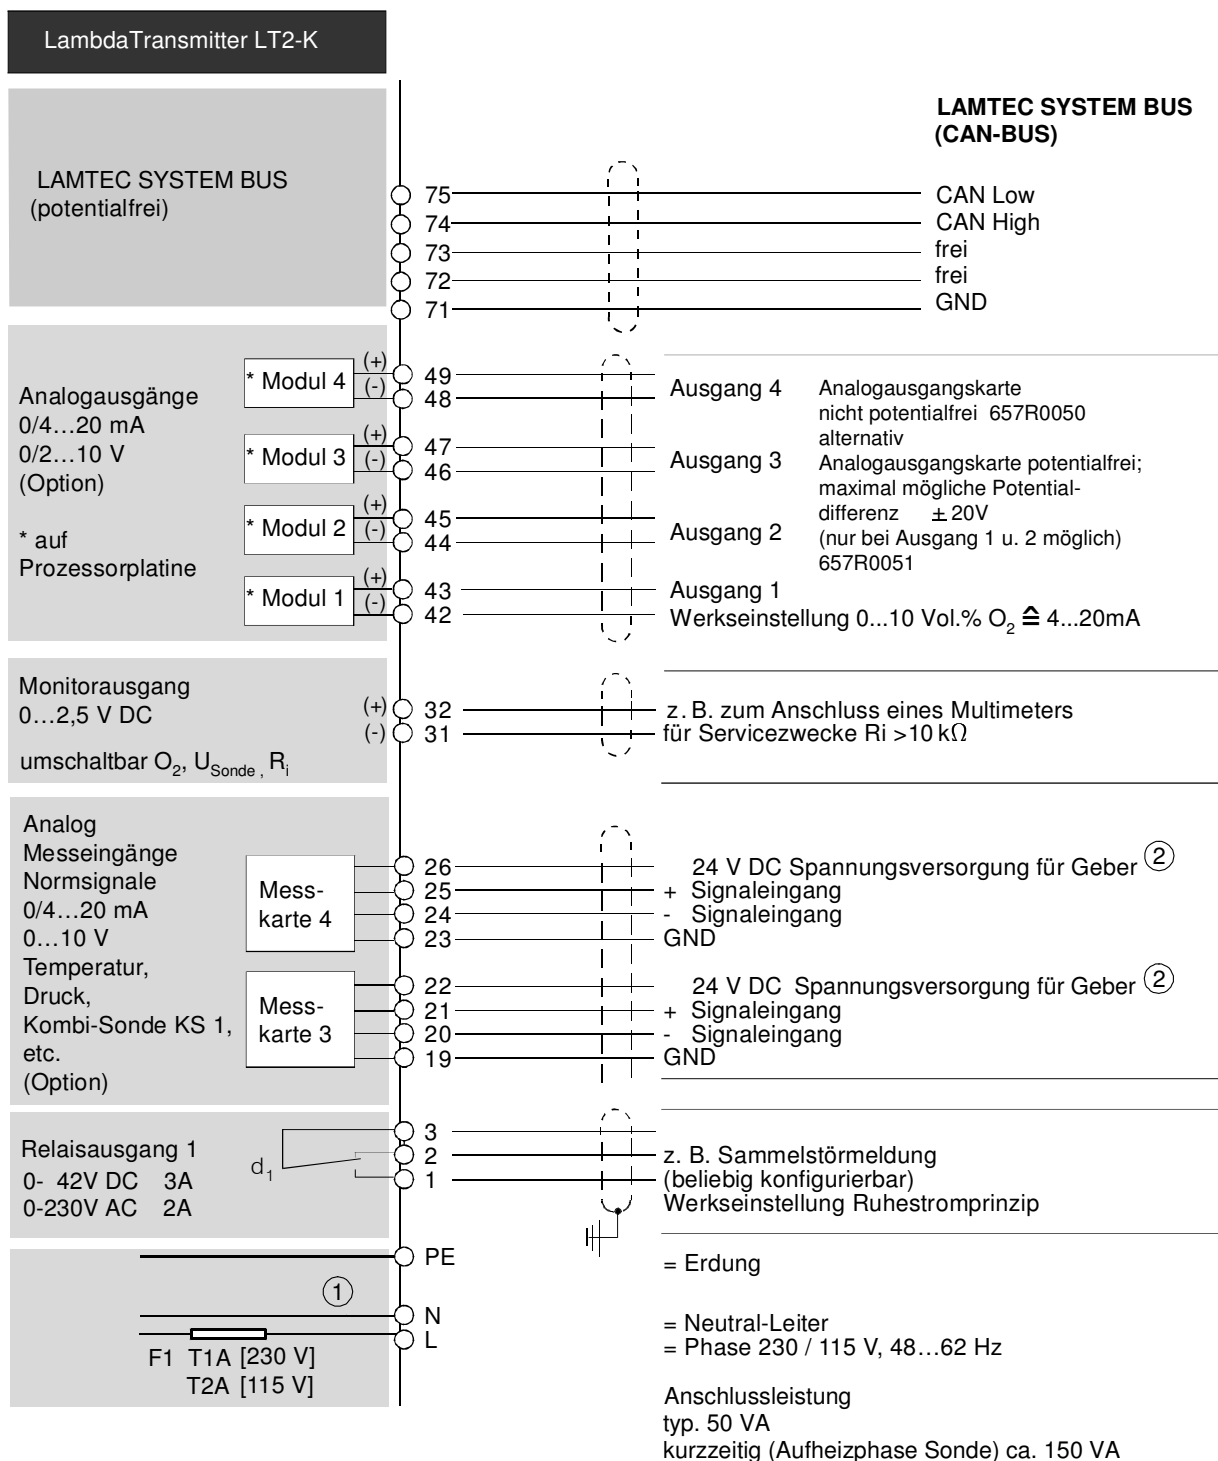 LambdaTransmitter LT2-K
LAMTEC SYSTEM BUS
(CAN-BUS)
LAMTEC SYSTEM BUS
(potentialfrei)
75 CAN Low
74 CAN High
73 frei
72 frei
71 GND
Analogausgänge
0/4...20 mA
0/2...10 V
(Option)
* auf
Prozessorplatine
* Modul 4
(+) 49
(-) 48
* Modul 3
(+) 47
(-) 46
* Modul 2
(+) 45
(-) 44
* Modul 1
(+) 43
(-) 42
Ausgang 4
Ausgang 3
Ausgang 2
Ausgang 1
Werkseinstellung 0...10 Vol.% O₂ ≙ 4...20mA
Analogausgangskarte
nicht potentialfrei 657R0050
alternativ
Analogausgangskarte potentialfrei;
maximal mögliche Potential-
differenz ± 20V
(nur bei Ausgang 1 u. 2 möglich)
657R0051
Monitorausgang
0...2,5 V DC
umschaltbar O₂, U Sonde , Ri
(+) 32
(-) 31
z. B. zum Anschluss eines Multimeters
für Servicezwecke Ri >10 kΩ
Analog
Messeingänge
Normsignale
0/4...20 mA
0...10 V
Temperatur,
Druck,
Kombi-Sonde KS 1,
etc.
(Option)
Mess-
karte 4
26 24 V DC Spannungsversorgung für Geber ②
25 + Signaleingang
24 - Signaleingang
23 GND
Mess-
karte 3
22 24 V DC Spannungsversorgung für Geber ②
21 + Signaleingang
20 - Signaleingang
19 GND
Relaisausgang 1
0- 42V DC 3A
0-230V AC 2A
d₁
3
2
1
z. B. Sammelstörmeldung
(beliebig konfigurierbar)
Werkseinstellung Ruhestromprinzip
PE = Erdung
①
N = Neutral-Leiter
L = Phase 230 / 115 V, 48...62 Hz
F1 T1A [230 V]
T2A [115 V]
Anschlussleistung
typ. 50 VA
kurzzeitig (Aufheizphase Sonde) ca. 150 VA